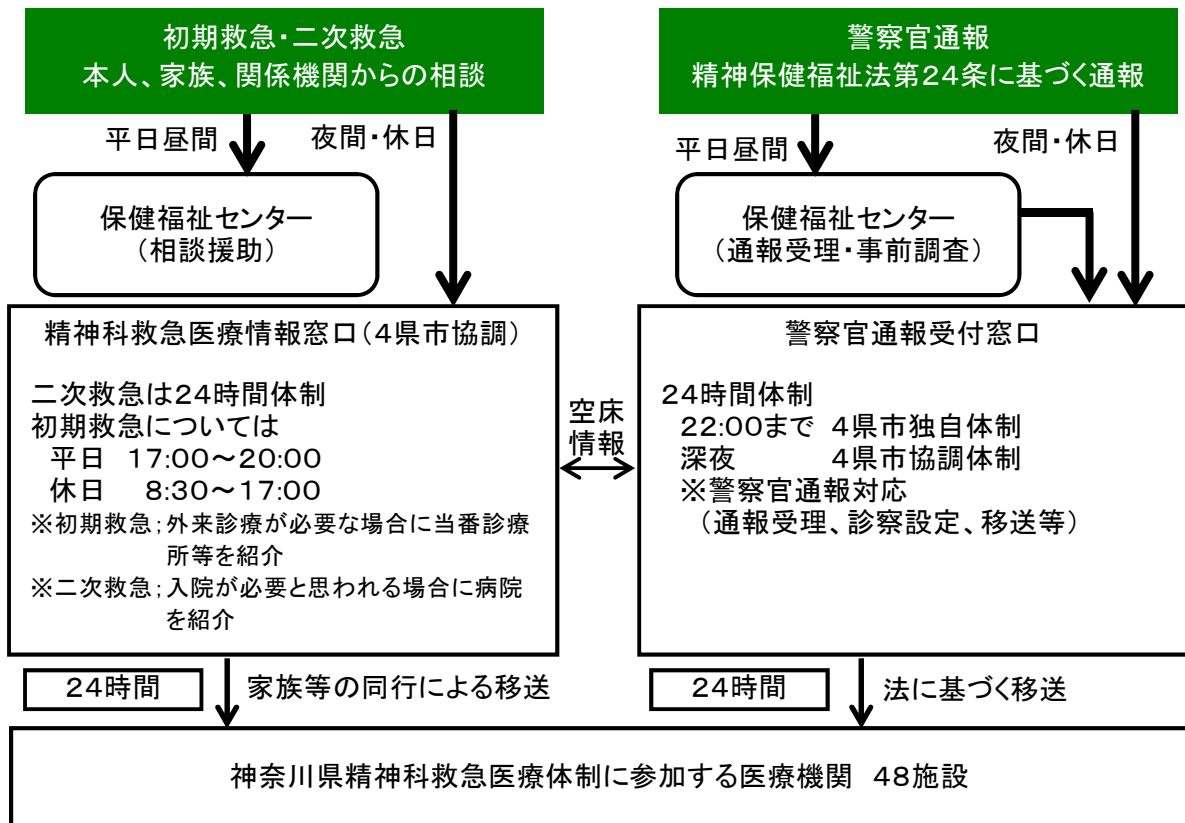 初期救急・二次救急
本人、家族、関係機関からの相談
警察官通報
精神保健福祉法第24条に基づく通報
平日昼間
夜間・休日
平日昼間
夜間・休日
保健福祉センター
（相談援助）
保健福祉センター
（通報受理・事前調査）
精神科救急医療情報窓口（4県市協調）
二次救急は24時間体制
初期救急については
平日 17:00～20:00
休日 8:30～17:00
※初期救急；外来診療が必要な場合に当番診療
所等を紹介
※二次救急；入院が必要と思われる場合に病院
を紹介
空床
情報
警察官通報受付窓口
24時間体制
22:00まで 4県市独自体制
深夜 4県市協調体制
※警察官通報対応
（通報受理、診察設定、移送等）
24時間
家族等の同行による移送
24時間
法に基づく移送
神奈川県精神科救急医療体制に参加する医療機関 48施設